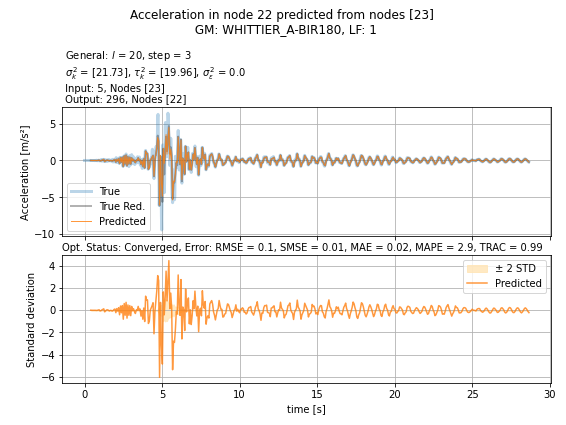 Acceleration in node 22 predicted from nodes [23]
GM: WHITTIER_A-BIR180, LF: 1
General: l = 20, step = 3
σ²ₖ = [21.73], τ²ₖ = [19.96], σ²ε = 0.0
Input: 5, Nodes [23]
Output: 296, Nodes [22]
Acceleration [m/s²]
5
0
−5
−10
True
True Red.
Predicted
Opt. Status: Converged, Error: RMSE = 0.1, SMSE = 0.01, MAE = 0.02, MAPE = 2.9, TRAC = 0.99
Standard deviation
4
2
0
−2
−4
−6
± 2 STD
Predicted
0 5 10 15 20 25 30
time [s]